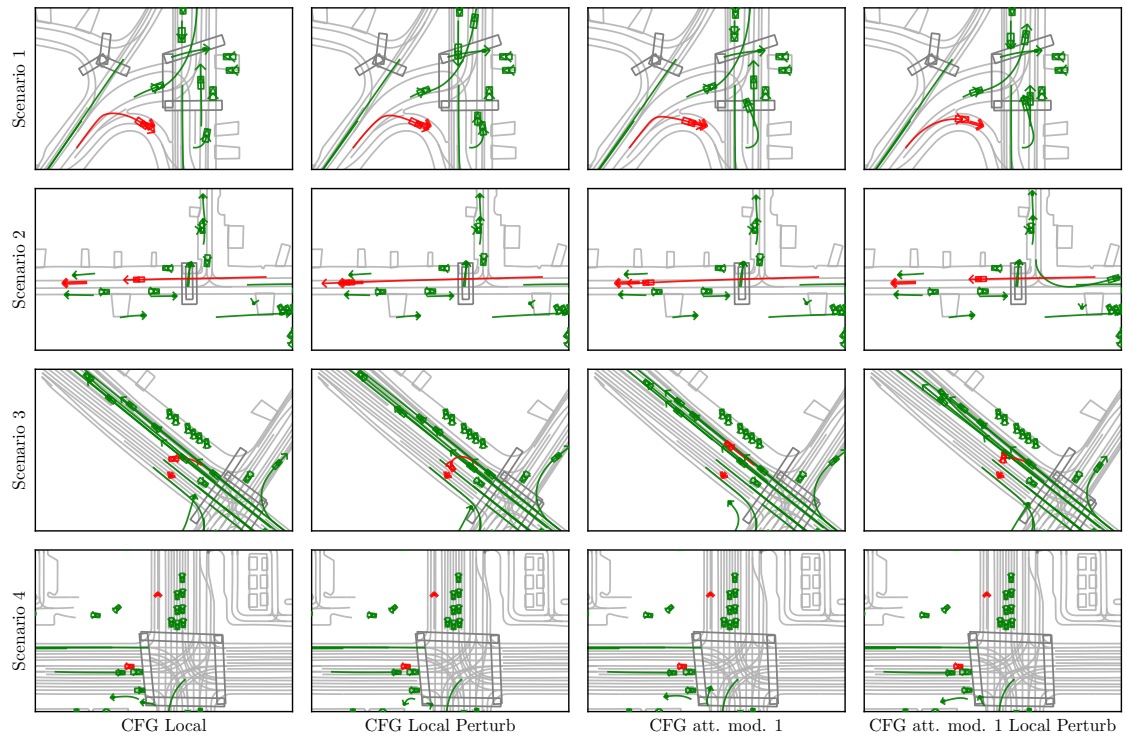 Scenario 1
Scenario 2
Scenario 3
Scenario 4
CFG Local
CFG Local Perturb
CFG att. mod. 1
CFG att. mod. 1 Local Perturb